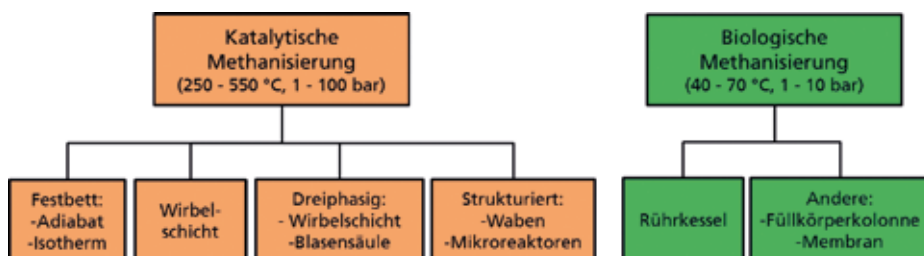 Katalytische
Methanisierung
(250 - 550 °C, 1 - 100 bar)
Biologische
Methanisierung
(40 - 70 °C, 1 - 10 bar)
Festbett:
-Adiabat
-Isotherm
Wirbel-
schicht
Dreiphasig:
- Wirbelschicht
-Blasensäule
Strukturiert:
-Waben
-Mikroreaktoren
Rührkessel
Andere:
-Füllkörperkolonne
-Membran